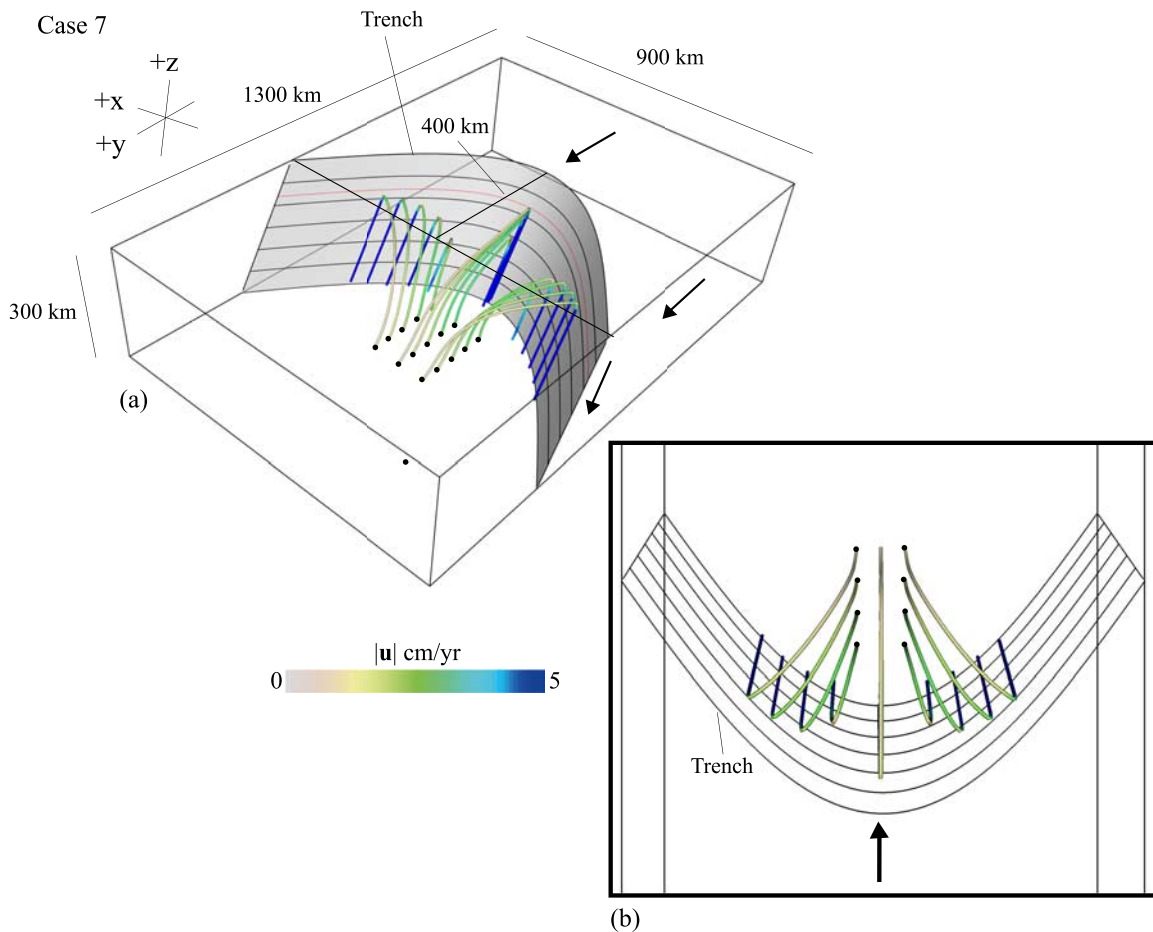 Case 7
Trench
+z
900 km
1300 km
+x
400 km
+y
300 km
(a)
|u| cm/yr
0
5
Trench
(b)